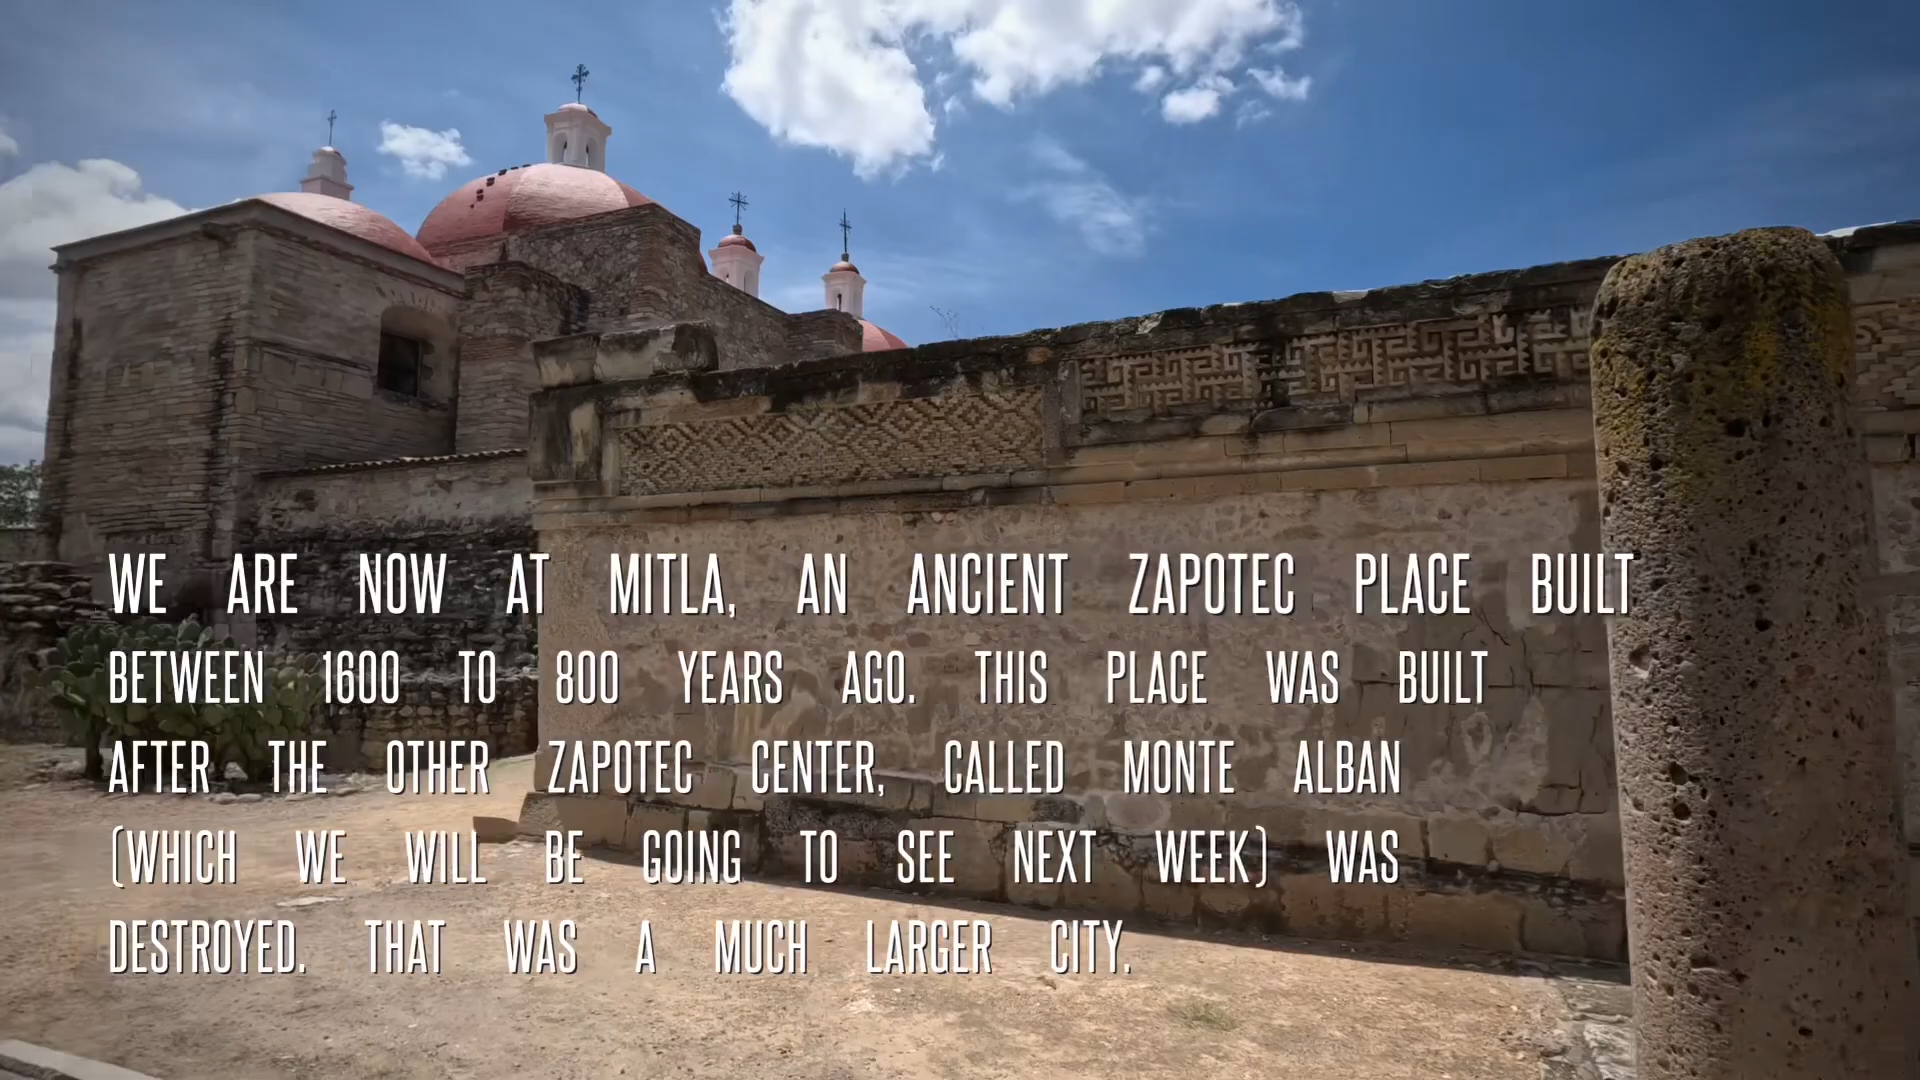 WE ARE NOW AT MITLA, AN ANCIENT ZAPOTEC PLACE BUILT
BETWEEN 1600 TO 800 YEARS AGO. THIS PLACE WAS BUILT
AFTER THE OTHER ZAPOTEC CENTER, CALLED MONTE ALBAN
(WHICH WE WILL BE GOING TO SEE NEXT WEEK) WAS
DESTROYED. THAT WAS A MUCH LARGER CITY.